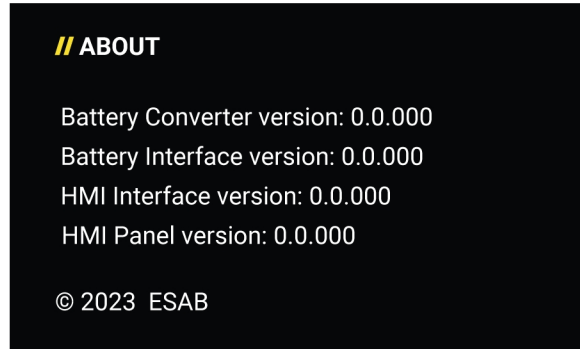 // ABOUT
Battery Converter version: 0.0.000
Battery Interface version: 0.0.000
HMI Interface version: 0.0.000
HMI Panel version: 0.0.000
© 2023 ESAB